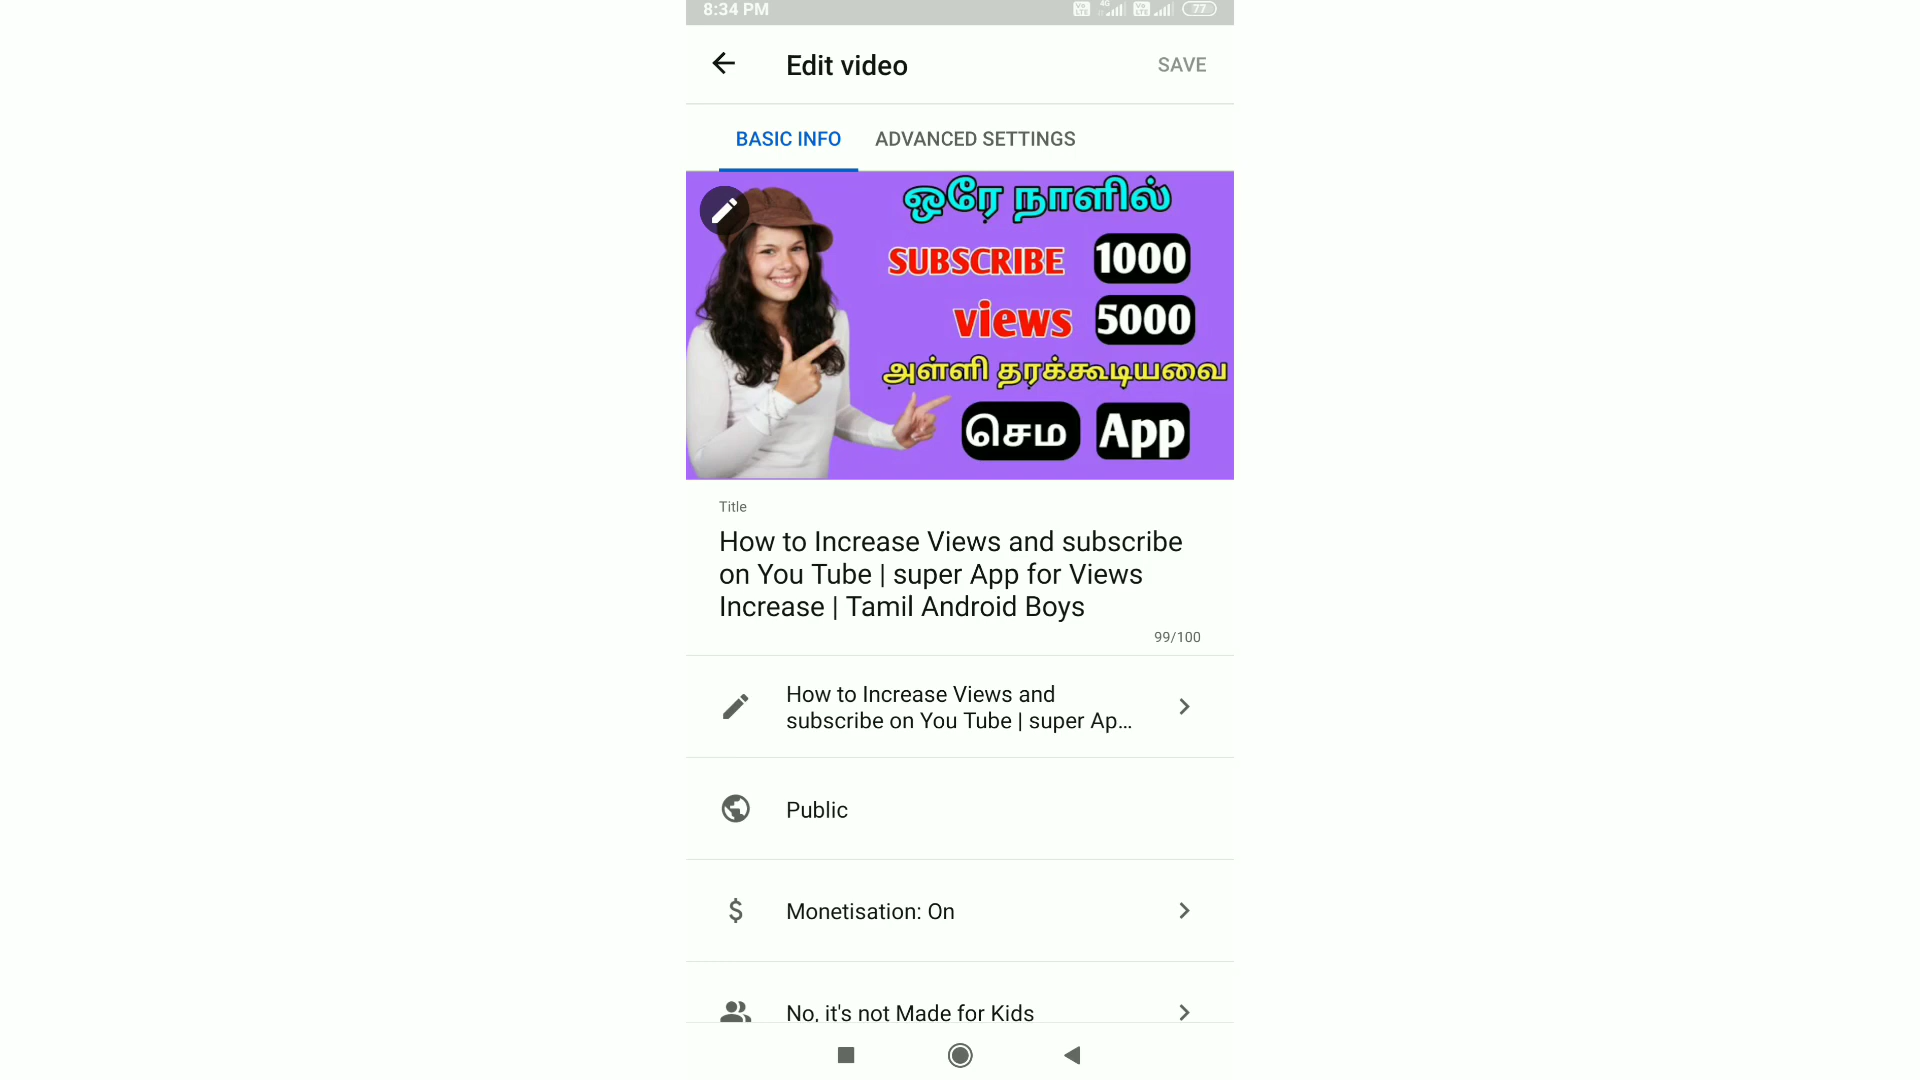 8:34 PM
4G
77
Edit video
SAVE
BASIC INFO
ADVANCED SETTINGS
ஒரே நாளில்
SUBSCRIBE 1000
views 5000
அள்ளி தரக்கூடியவை
செம App
Title
How to Increase Views and subscribe
on You Tube | super App for Views
Increase | Tamil Android Boys
99/100
How to Increase Views and
subscribe on You Tube | super Ap...
Public
Monetisation: On
No, it's not Made for Kids